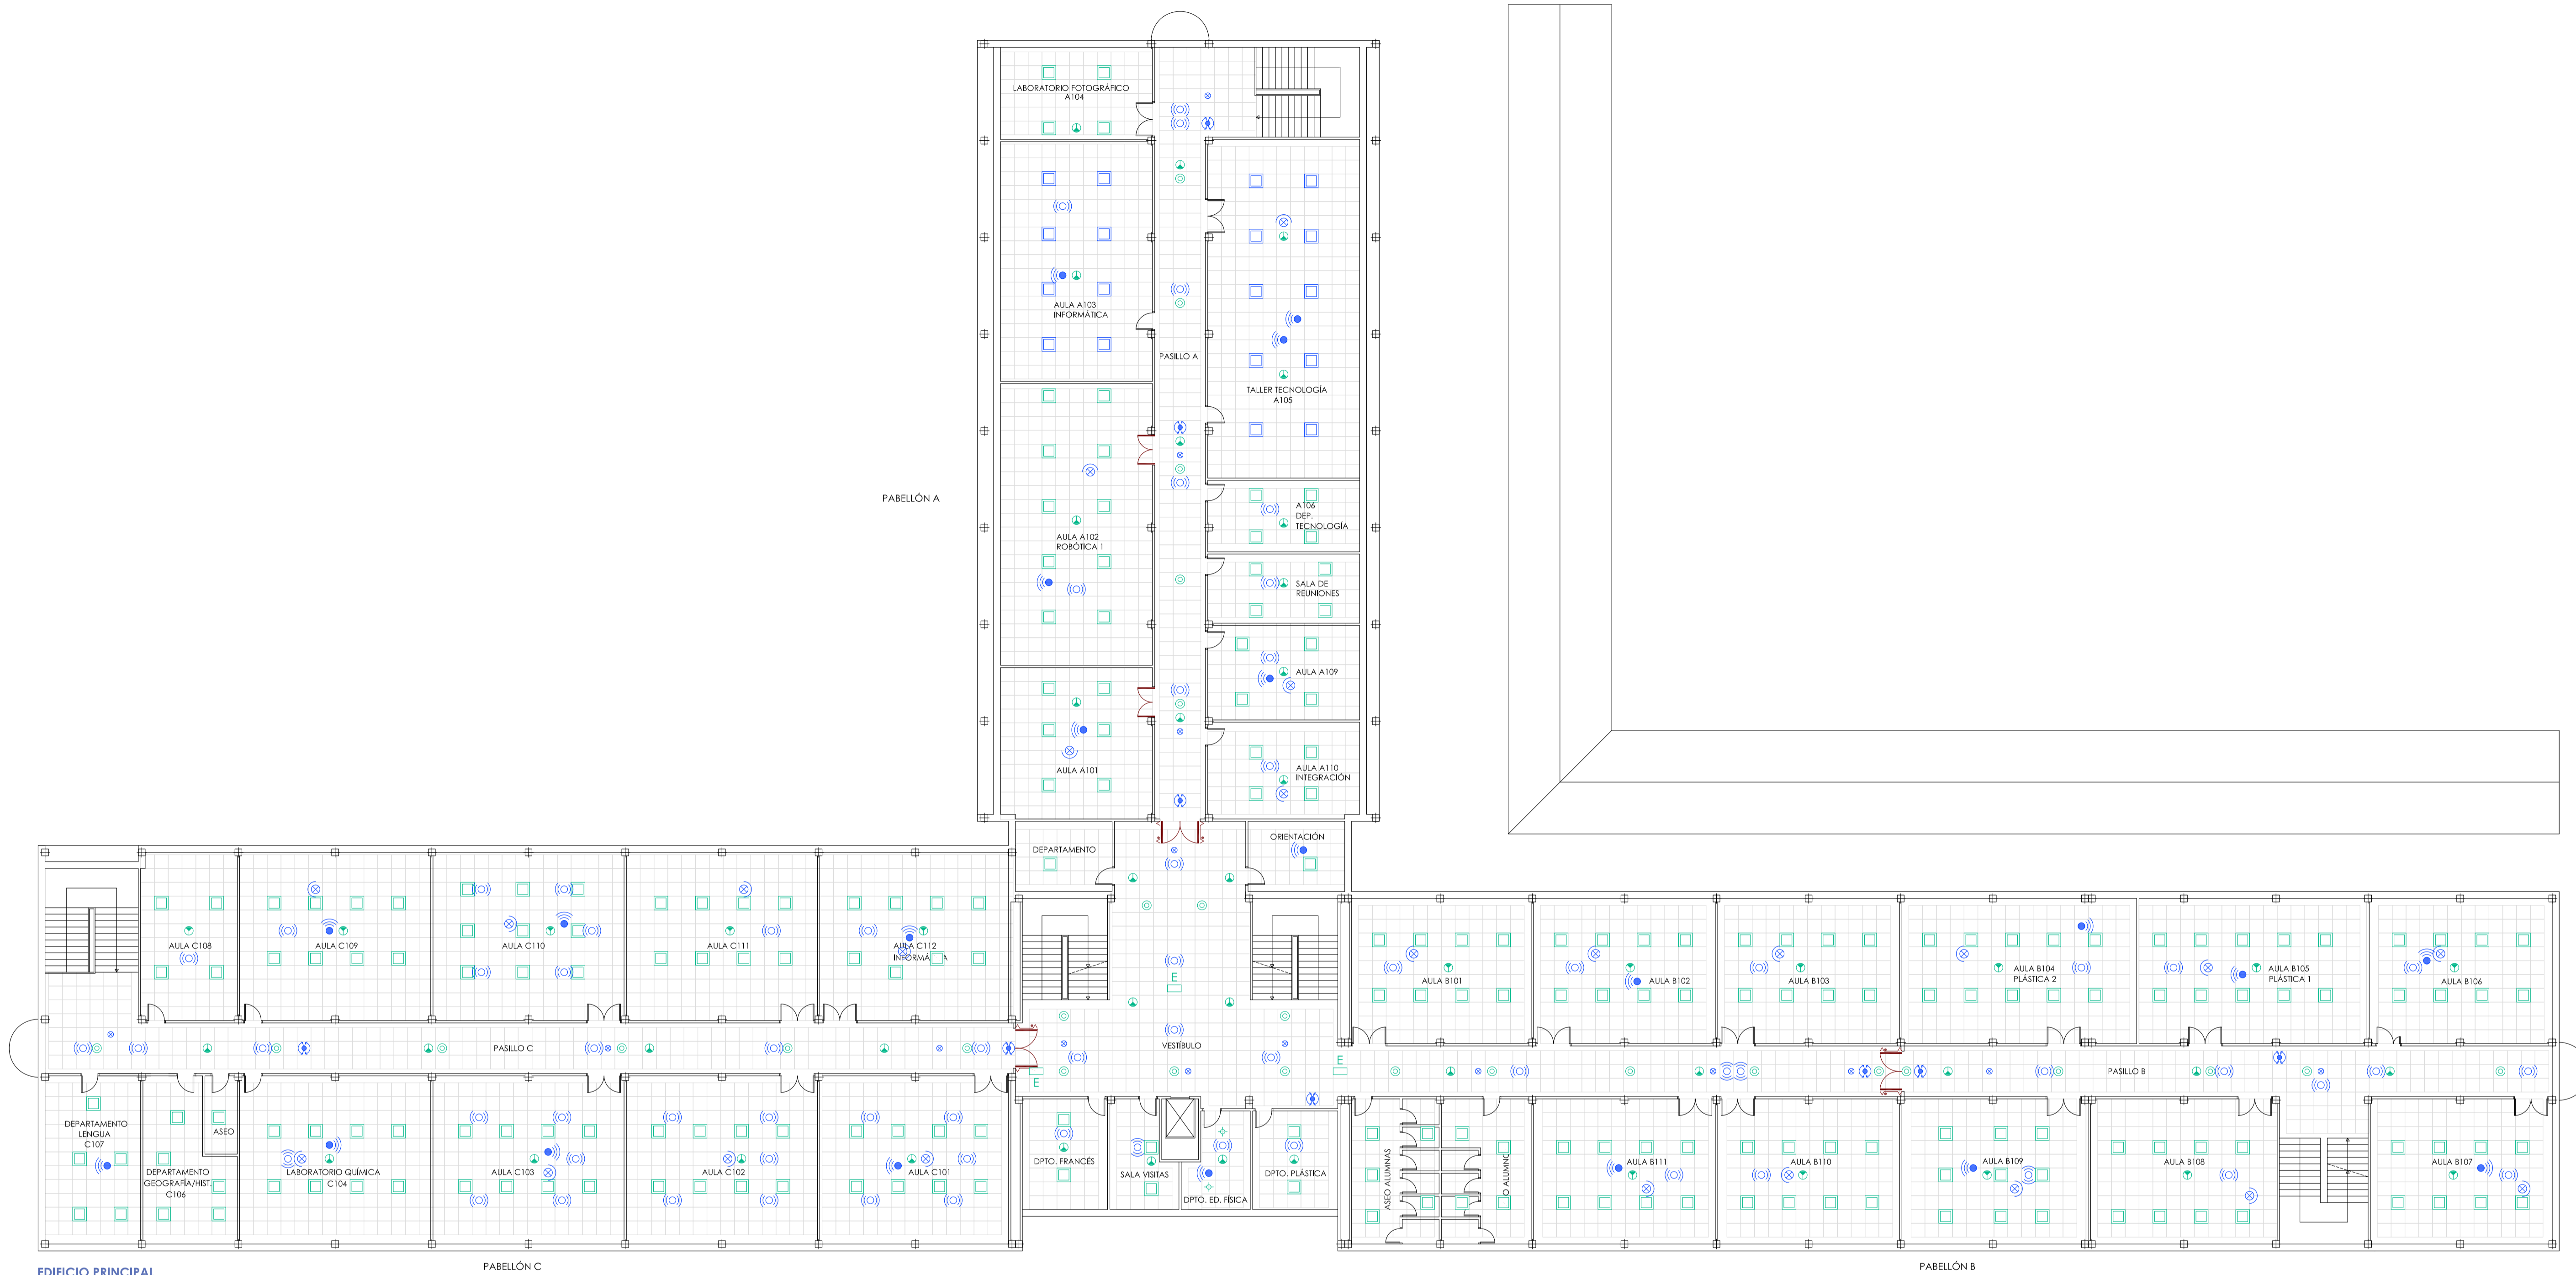 LABORATORIO FOTOGRÁFICO
A104
AULA A103
INFORMÁTICA
PASILLO A
TALLER TECNOLOGÍA
A105
PABELLÓN A
A106
DEP.
TECNOLOGÍA
AULA A102
ROBÓTICA 1
SALA DE
REUNIONES
AULA A109
AULA A101
AULA A110
INTEGRACIÓN
DEPARTAMENTO
ORIENTACIÓN
AULA C108
AULA C109
AULA C110
AULA C111
AULA C112
E
AULA B101
AULA B102
AULA B103
AULA B104
PLÁSTICA 2
AULA B105
PLÁSTICA 1
AULA B106
PASILLO C
VESTÍBULO
E
E
PASILLO B
DEPARTAMENTO
LENGUA
C107
DEPARTAMENTO
GEOGRAFÍA/HIST.
C106
ASEO
LABORATORIO QUÍMICA
C104
AULA C103
AULA C102
AULA C101
DPTO. FRANCÉS
SALA VISITAS
DPTO. ED. FÍSICA
DPTO. PLÁSTICA
ASEO ALUMNAS
AULA B111
AULA B110
AULA B109
AULA B108
AULA B107
EDIFICIO PRINCIPAL
PABELLÓN C
PABELLÓN B